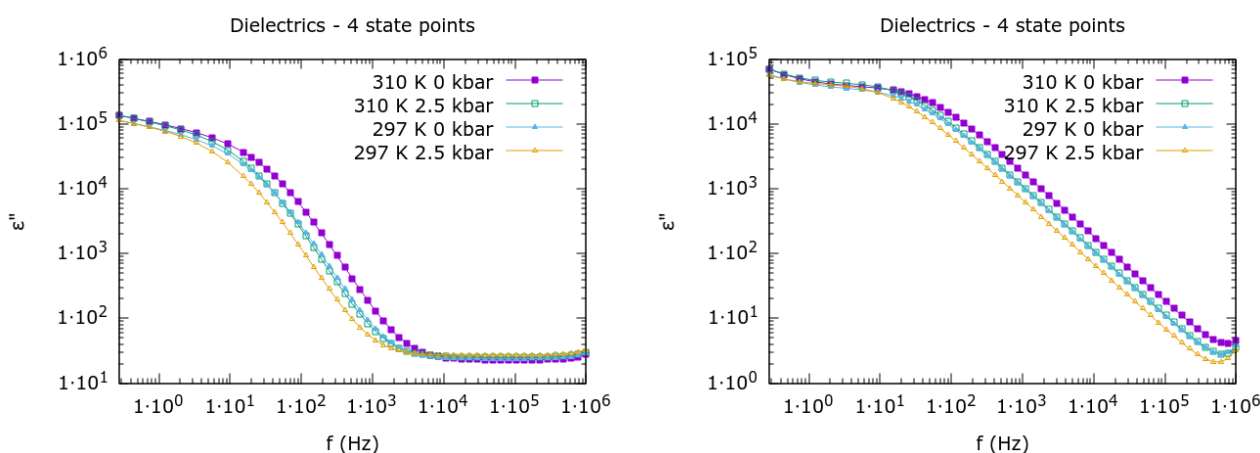 Dielectrics - 4 state points
1·10⁶
1·10⁵
1·10⁴
1·10³
1·10²
1·10¹
ε"
310 K 0 kbar
310 K 2.5 kbar
297 K 0 kbar
297 K 2.5 kbar
1·10⁰ 1·10¹ 1·10² 1·10³ 1·10⁴ 1·10⁵ 1·10⁶
f (Hz)
Dielectrics - 4 state points
1·10⁵
1·10⁴
1·10³
1·10²
1·10¹
1·10⁰
ε"
310 K 0 kbar
310 K 2.5 kbar
297 K 0 kbar
297 K 2.5 kbar
1·10⁰ 1·10¹ 1·10² 1·10³ 1·10⁴ 1·10⁵ 1·10⁶
f (Hz)